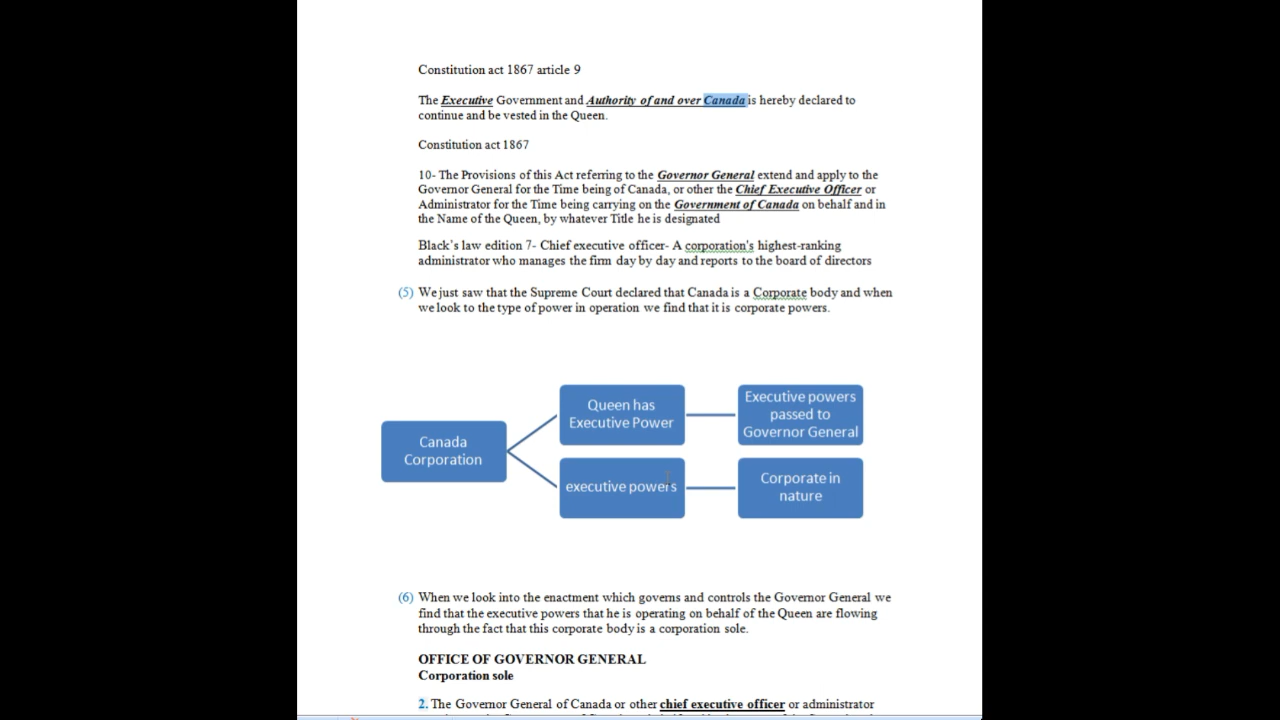 Constitution act 1867 article 9
The Executive Government and Authority of and over Canada is hereby declared to
continue and be vested in the Queen.
Constitution act 1867
10- The Provisions of this Act referring to the Governor General extend and apply to the
Governor General for the Time being of Canada, or other the Chief Executive Officer or
Administrator for the Time being carrying on the Government of Canada on behalf and in
the Name of the Queen, by whatever Title he is designated
Black's law edition 7- Chief executive officer- A corporation's highest-ranking
administrator who manages the firm day by day and reports to the board of directors
(5) We just saw that the Supreme Court declared that Canada is a Corporate body and when
we look to the type of power in operation we find that it is corporate powers.
Canada
Corporation
Queen has
Executive Power
Executive powers
passed to
Governor General
executive powers
Corporate in
nature
(6) When we look into the enactment which governs and controls the Governor General we
find that the executive powers that he is operating on behalf of the Queen are flowing
through the fact that this corporate body is a corporation sole.
OFFICE OF GOVERNOR GENERAL
Corporation sole
2. The Governor General of Canada or other chief executive officer or administrator